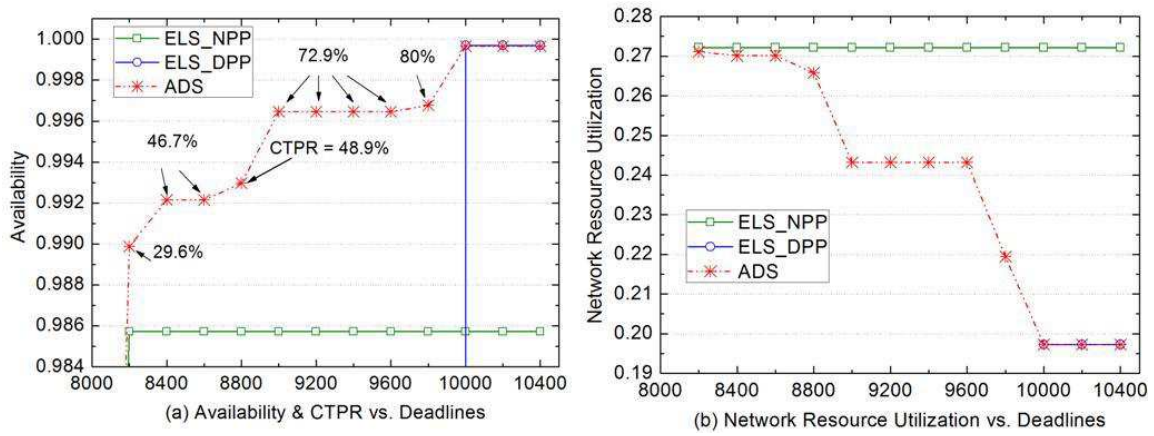 1.000
0.998
0.996
0.994
0.992
0.990
0.988
0.986
0.984
Availability
ELS_NPP
ELS_DPP
ADS
72.9%
80%
46.7%
CTPR = 48.9%
29.6%
8000 8400 8800 9200 9600 10000 10400
(a) Availability & CTPR vs. Deadlines
0.28
0.27
0.26
0.25
0.24
0.23
0.22
0.21
0.20
0.19
Network Resource Utilization
ELS_NPP
ELS_DPP
ADS
8000 8400 8800 9200 9600 10000 10400
(b) Network Resource Utilization vs. Deadlines